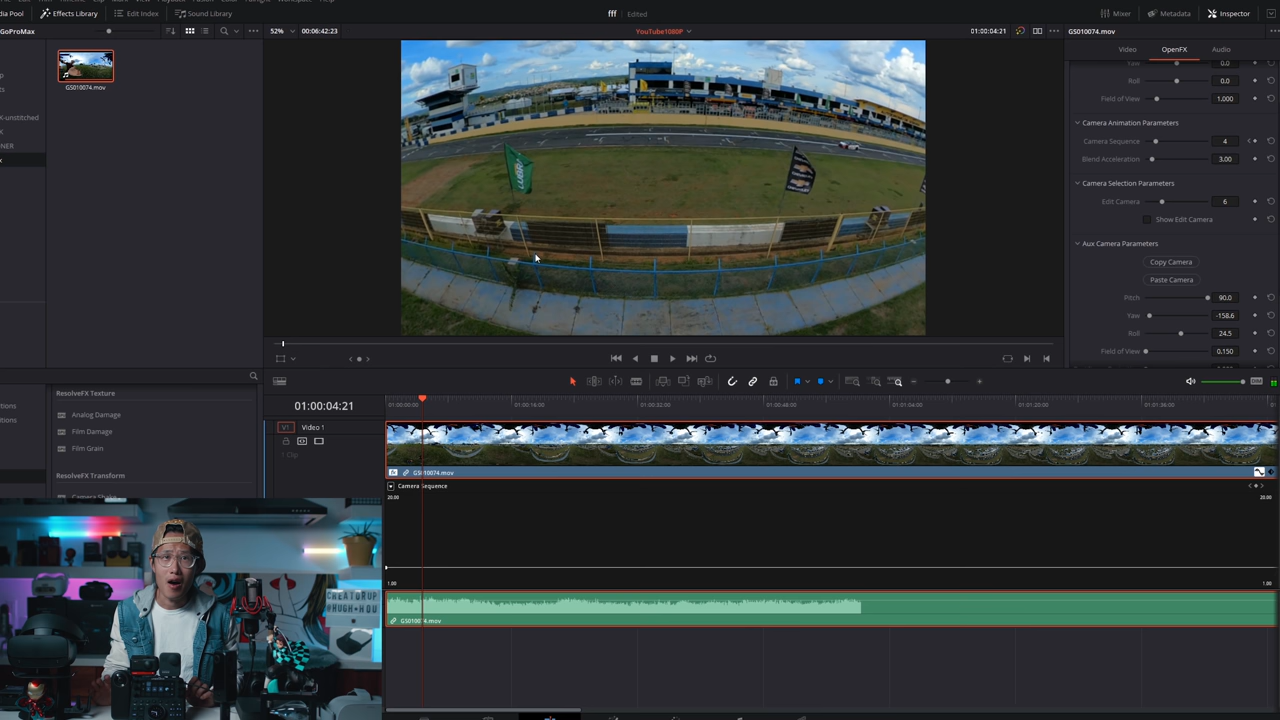 dia Pool
Effects Library
Edit Index
Sound Library
fff
Edited
Mixer
Metadata
Inspector
GoProMax
52%
00:06:42:23
YouTube1080P
01:00:04:21
GS010074.mov
GS010074.mov
Video
OpenFX
Audio
Yaw
0.0
Roll
0.0
Field of View
1.000
Camera Animation Parameters
Camera Sequence
4
Blend Acceleration
3.00
Camera Selection Parameters
Edit Camera
6
Show Edit Camera
Aux Camera Parameters
Copy Camera
Paste Camera
Pitch
90.0
Yaw
-158.6
Roll
24.5
Field of View
0.150
X-unstitched
NER
LUBRAX
CHEVROLET
ResolveFX Texture
Analog Damage
Film Damage
Film Grain
ResolveFX Transform
Camera Shake
itions
itions
01:00:04:21
01:00:00:00
01:00:16:00
01:00:32:00
01:00:48:00
01:01:04:00
01:01:20:00
01:01:36:00
V1
Video 1
1 Clip
GS010074.mov
Camera Sequence
20.00
20.00
1.00
1.00
GS010074.mov
CREATORUP
@HUGH-HOU